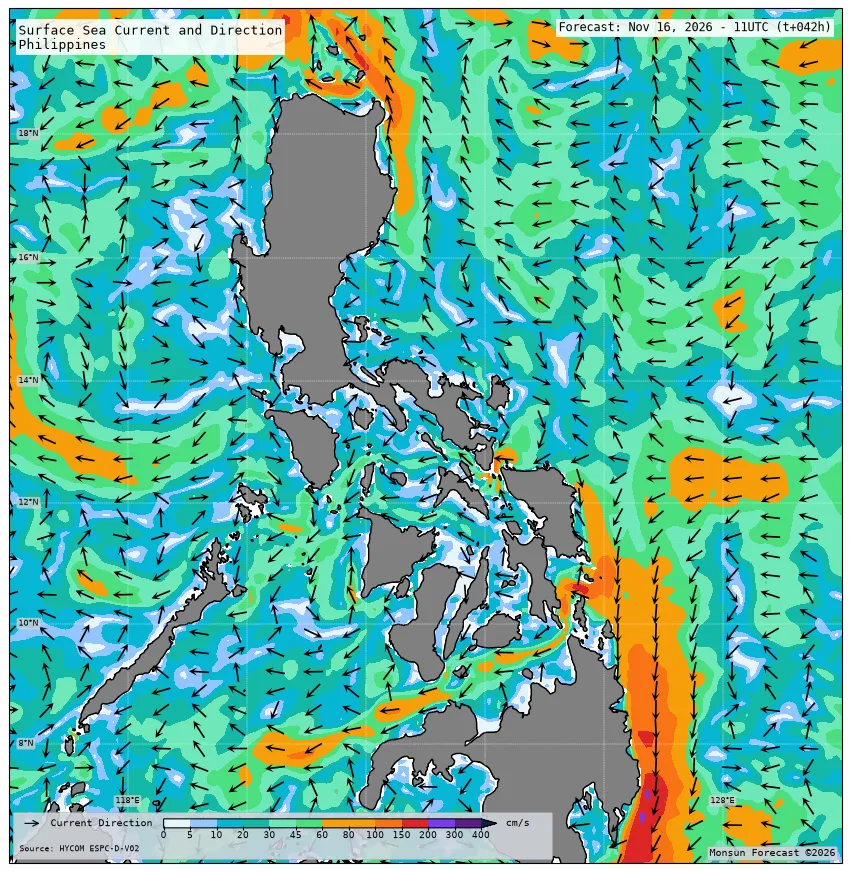 Surface Sea Current and Direction
Philippines
Forecast: Nov 16, 2026 - 11UTC (t+042h)
18°N
16°N
14°N
12°N
10°N
8°N
118°E
128°E
Current Direction
0 5 10 20 30 45 60 80 100 150 200 300 400
cm/s
Source: HYCOM ESPC-D-V02
Monsun Forecast ©2026